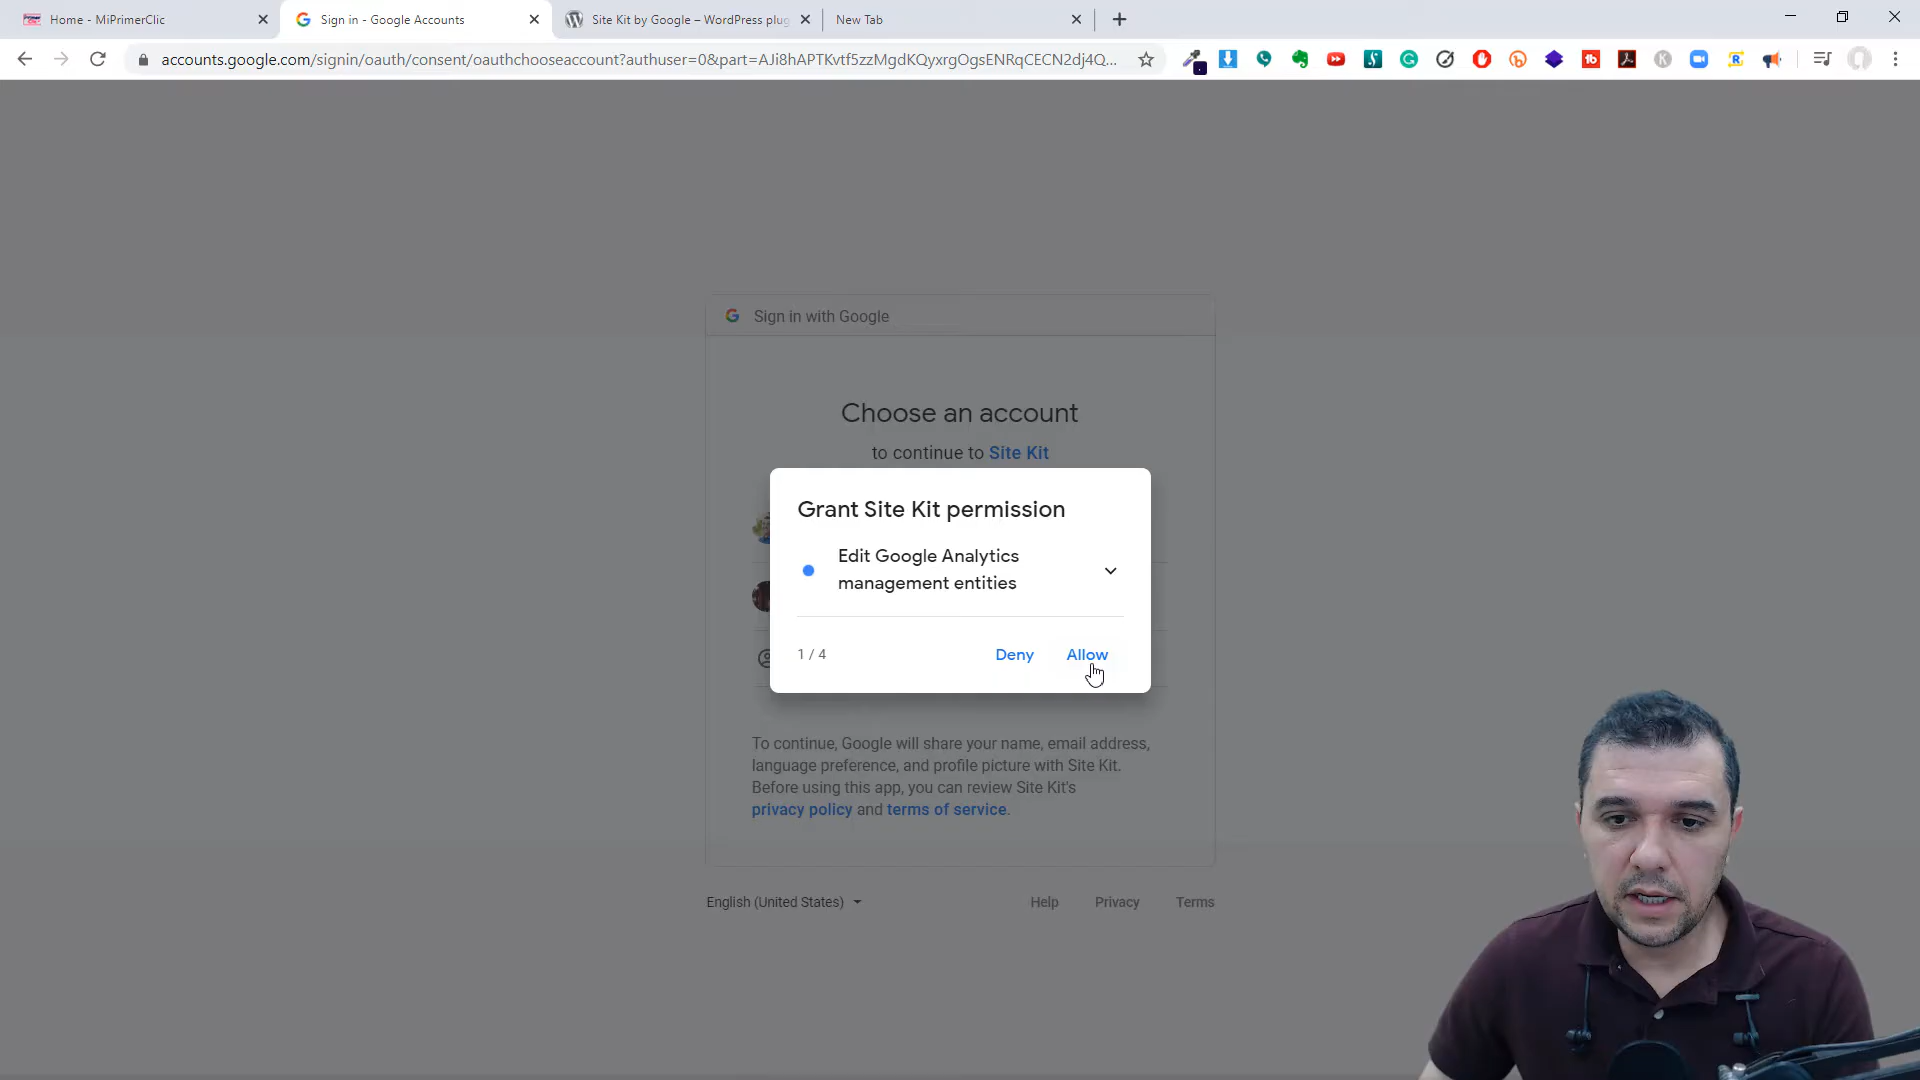 Home - MiPrimerClic
Sign in - Google Accounts
Site Kit by Google – WordPress plug
New Tab
accounts.google.com/signin/oauth/consent/oauthchooseaccount?authuser=0&part=AJi8hAPTKvtf5zzMgdKQyxrgOgsENRqCECN2dj4Q...
Sign in with Google
Choose an account
to continue to Site Kit
Grant Site Kit permission
Edit Google Analytics
management entities
1 / 4
Deny
Allow
To continue, Google will share your name, email address,
language preference, and profile picture with Site Kit.
Before using this app, you can review Site Kit's
privacy policy and terms of service.
English (United States)
Help
Privacy
Terms